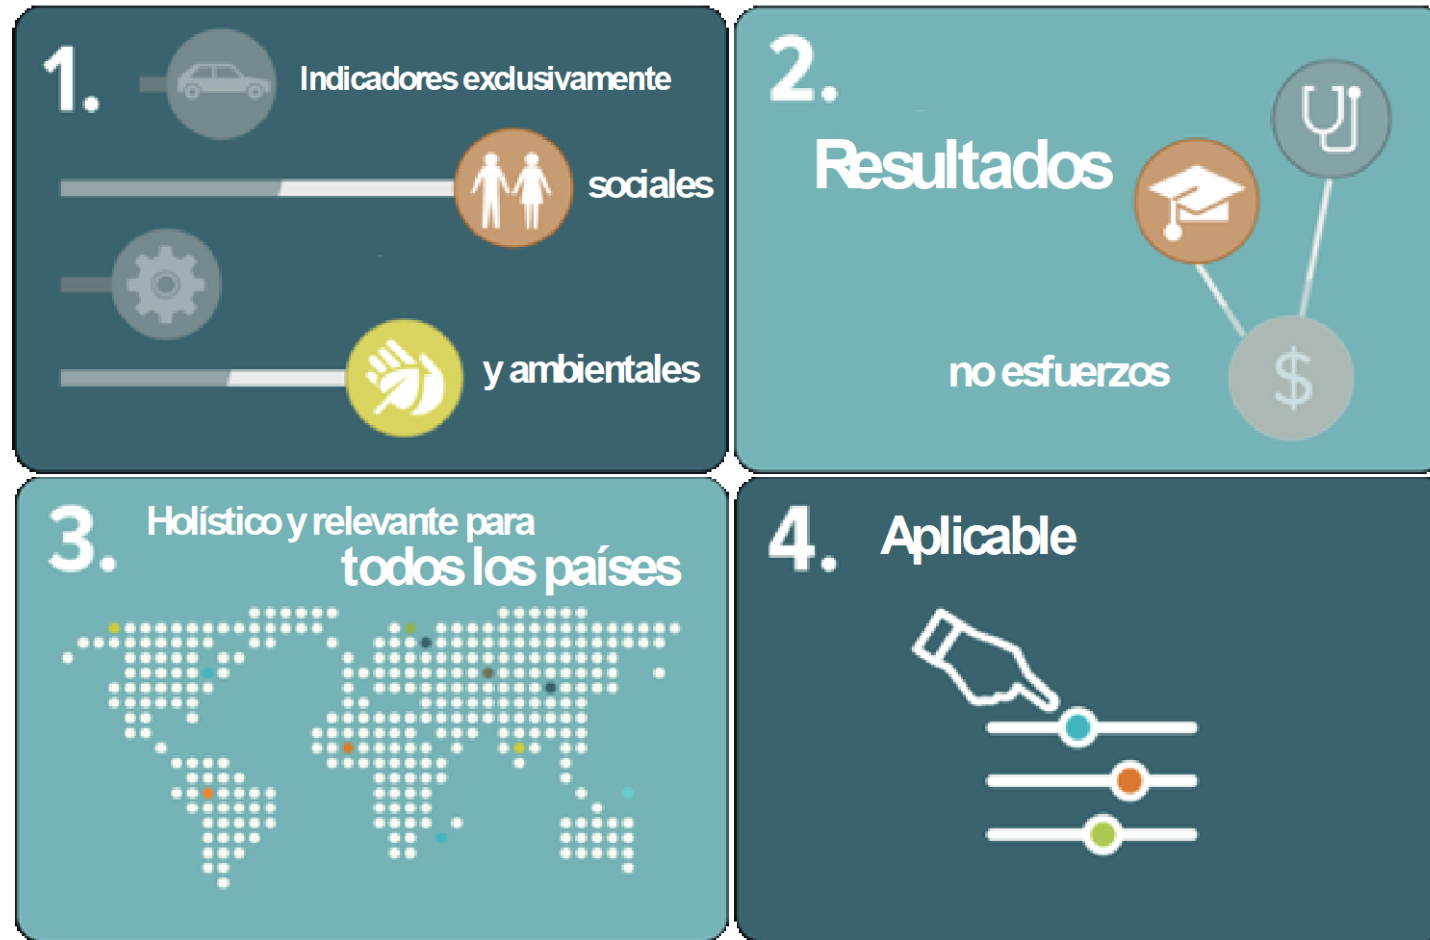 1.
Indicadores exclusivamente
sociales
y ambientales
2.
Resultados
no esfuerzos
$
3.
Holístico y relevante para
todos los países
4.
Aplicable